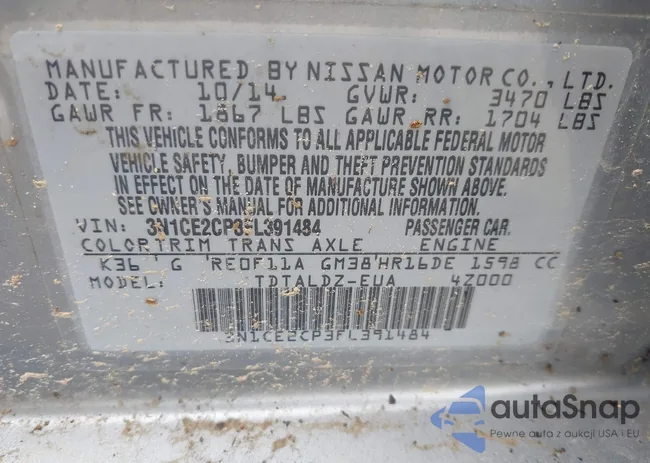 MANUFACTURED BY NISSAN MOTOR CO., LTD.
DATE: 10/14 GVWR: 3470 LBS
GAWR FR: 1867 LBS GAWR RR: 1704 LBS
THIS VEHICLE CONFORMS TO ALL APPLICABLE FEDERAL MOTOR
VEHICLE SAFETY, BUMPER AND THEFT PREVENTION STANDARDS
IN EFFECT ON THE DATE OF MANUFACTURE SHOWN ABOVE.
SEE OWNER'S MANUAL FOR ADDITIONAL INFORMATION.
VIN: 3N1CE2CP3FL391484 PASSENGER CAR.
COLOR TRIM TRANS AXLE ENGINE
K36 ' G 'RE0F11A GM38'HR16DE 1598 CC
TDTALDZ-EUA 4Z000
3N1CE2CP3FL391484
autoSnap
Pewne auta z aukcji USA i EU